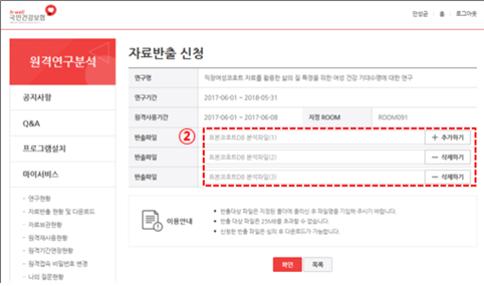 h·well
국민건강보험
안성균 홈 로그아웃
원격연구분석
공지사항
Q&A
프로그램설치
마이서비스
- 연구현황
- 자료반출 현황 및 다운로드
- 자료보관현황
- 원격재사용현황
- 원격기간연장현황
- 원격접속 비밀번호 변경
- 나의 질문현황
자료반출 신청
연구명 직장여성코호트 자료를 활용한 삶의 질 특정을 위한 여성 건강 기대수명에 대한 연구
연구기간 2017-06-01 ~ 2018-05-31
원격사용기간 2017-06-01 ~ 2017-06-08 지정 ROOM ROOM091
②
반출파일 표본코호트DB 분석파일(1) + 추가하기
반출파일 표본코호트DB 분석파일(2) − 삭제하기
반출파일 표본코호트DB 분석파일(3) − 삭제하기
이용안내
• 반출대상 파일은 지정된 폴더에 올리신 후 파일명을 기입해 주시기 바랍니다.
• 반출대상 파일은 25MB를 초과할 수 없습니다.
• 신청한 반출 파일은 심의 후 다운로드가 가능합니다.
확인 목록